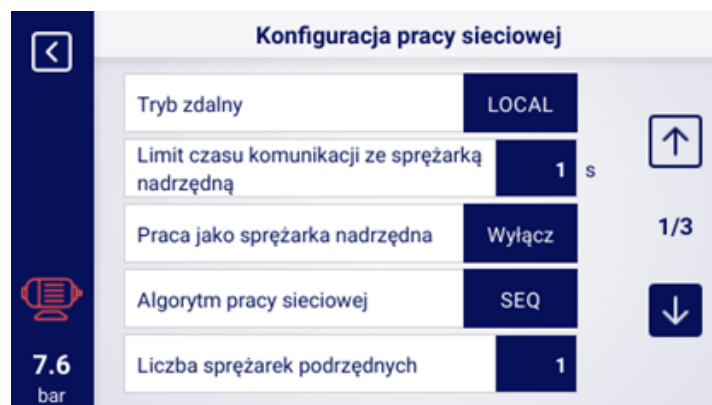 Konfiguracja pracy sieciowej
Tryb zdalny LOCAL
Limit czasu komunikacji ze sprężarką
nadrzędną 1 s
Praca jako sprężarka nadrzędna Wyłącz
1/3
Algorytm pracy sieciowej SEQ
Liczba sprężarek podrzędnych 1
7.6
bar